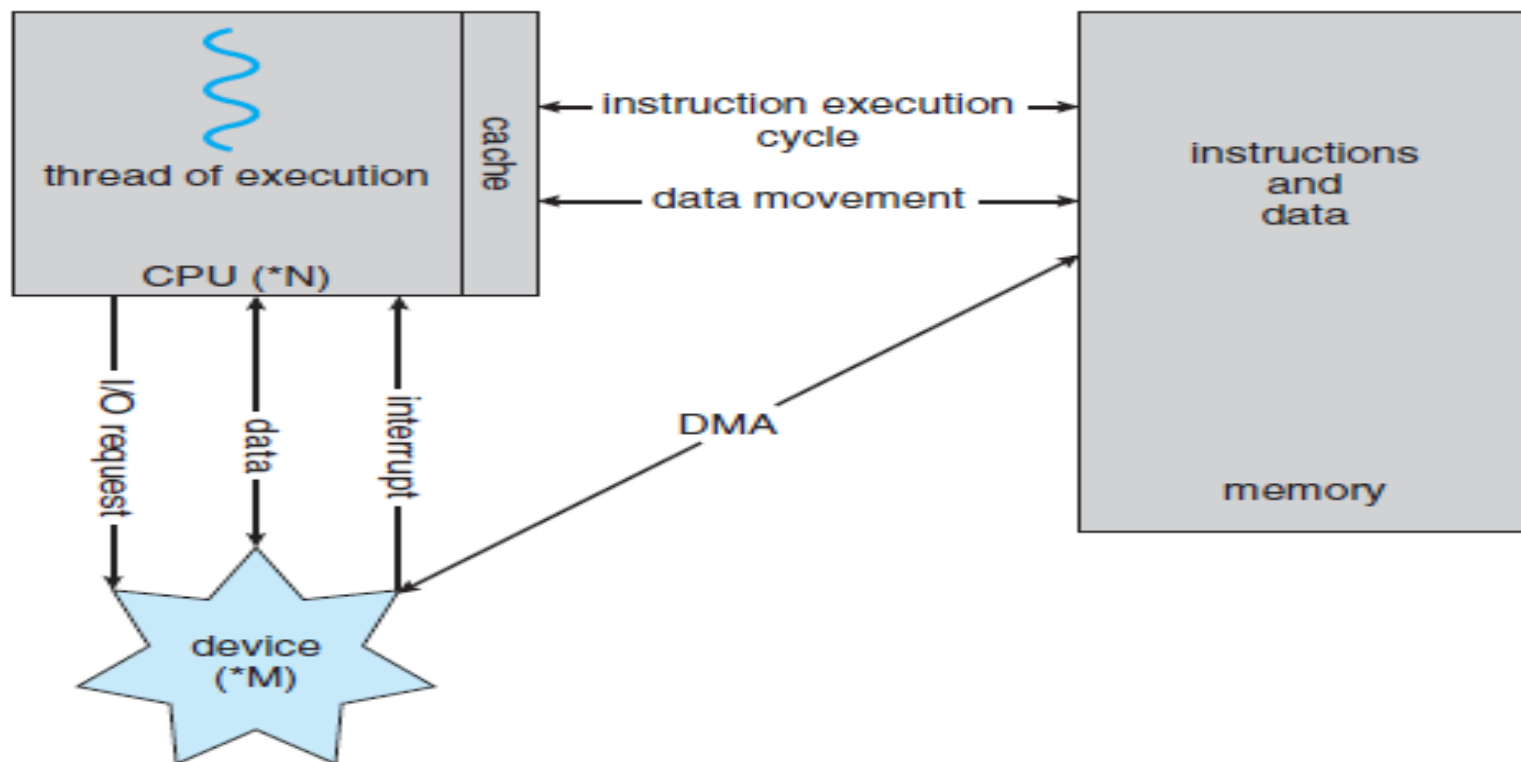 thread of execution
CPU (*N)
cache
instruction execution
cycle
data movement
instructions
and
data
memory
I/O request
data
interrupt
DMA
device
(*M)